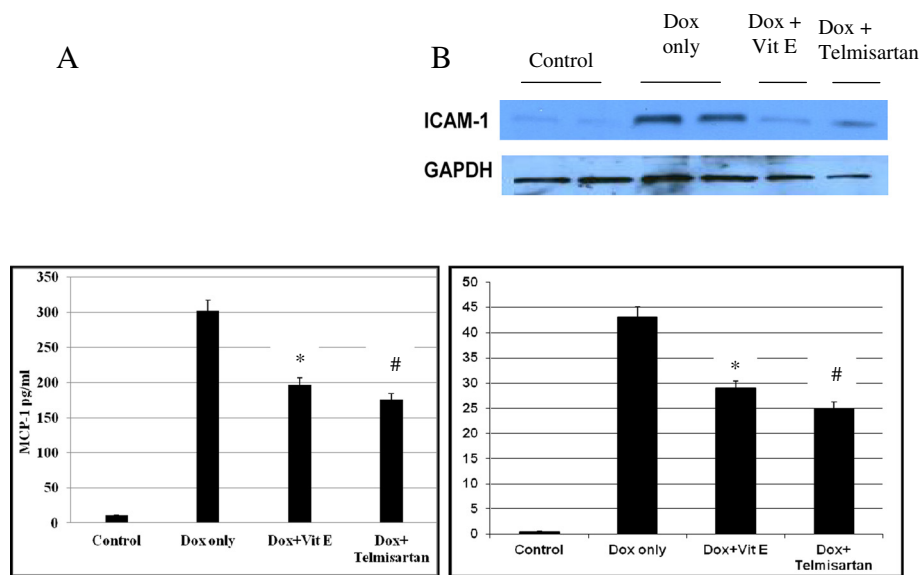 A
B
Control
Dox
only
Dox +
Vit E
Dox +
Telmisartan
ICAM-1
GAPDH
MCP-1 pg/ml
350
300
250
200
150
100
50
0
*
#
Control
Dox only
Dox+Vit E
Dox+
Telmisartan
50
45
40
35
30
25
20
15
10
5
0
*
#
Control
Dox only
Dox+Vit E
Dox+
Telmisartan